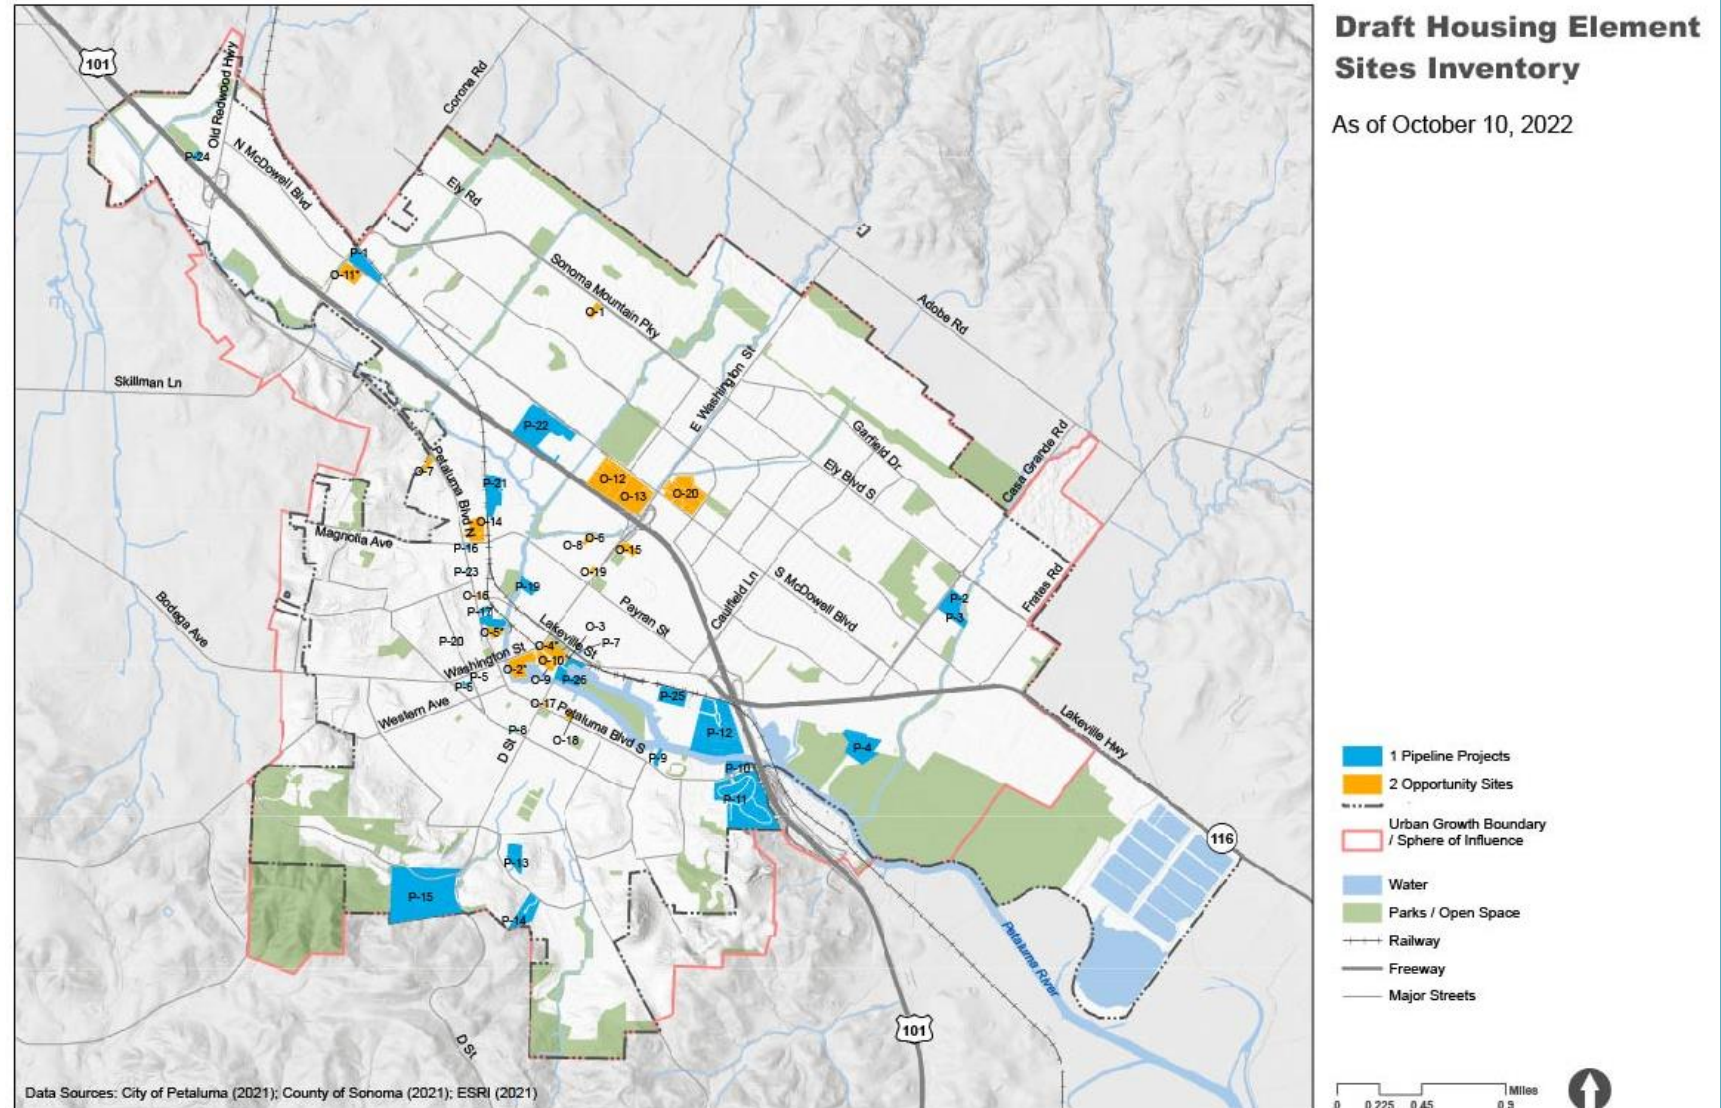 Draft Housing Element
Sites Inventory
As of October 10, 2022
101
Old Redwood Hwy
Corona Rd
P-24
N McDowell Blvd
Ely Rd
P-1
O-11*
Sonoma Mountain Pky
O-1
Adobe Rd
Skillman Ln
E Washington St
P-22
Garfield Dr
Casa Grande Rd
O-7
Petaluma Blvd N
Ely Blvd S
P-21
O-12
O-13
O-20
O-14
Magnolia Ave
P-16
O-8
O-6
O-15
P-23
O-19
P-19
S McDowell Blvd
Caulfield Ln
Frates Rd
Bodega Ave
O-16
P-17
Payran St
P-2
P-3
O-5*
Lakeville St
O-3
P-20
P-7
Washington St
O-4*
O-10
O-2*
P-5
P-5
O-9
P-26
Western Ave
P-25
O-17
Petaluma Blvd S
Lakeville Hwy
P-8
O-18
P-12
P-4
D St
P-9
P-10
P-11
116
P-13
P-15
P-14
Petaluma River
101
D St
Data Sources: City of Petaluma (2021); County of Sonoma (2021); ESRI (2021)
1 Pipeline Projects
2 Opportunity Sites
Urban Growth Boundary
/ Sphere of Influence
Water
Parks / Open Space
Railway
Freeway
Major Streets
Miles
0 0.225 0.45 0.9